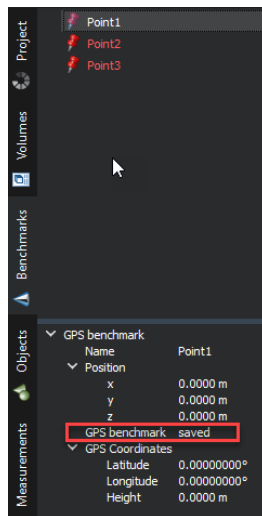 Project
Volumes
Benchmarks
Objects
Measurements
Point1
Point2
Point3
GPS benchmark
Name Point1
Position
x 0.0000 m
y 0.0000 m
z 0.0000 m
GPS benchmark saved
GPS Coordinates
Latitude 0.00000000°
Longitude 0.00000000°
Height 0.0000 m